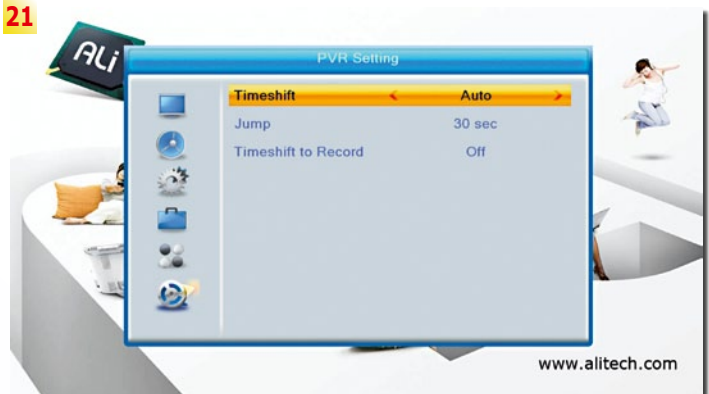 21
ALi
PVR Setting
Timeshift Auto
Jump 30 sec
Timeshift to Record Off
www.alitech.com